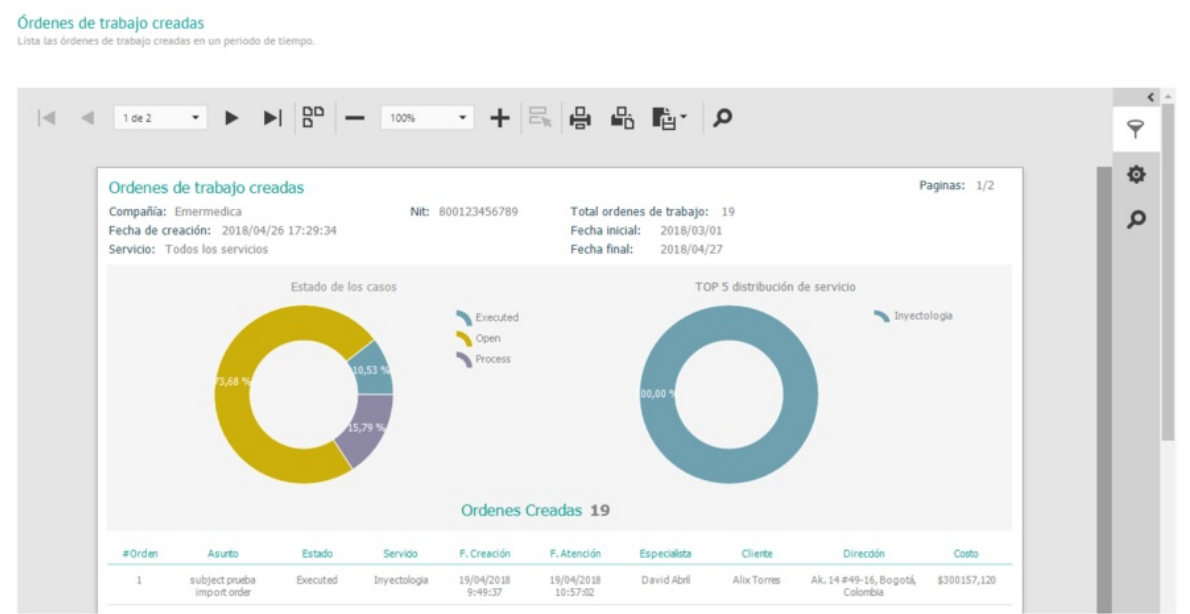 Órdenes de trabajo creadas
Lista las órdenes de trabajo creadas en un periodo de tiempo.
1 de 2
100%
Ordenes de trabajo creadas
Paginas: 1/2
Compañía: Emermedica
Nit: 800123456789
Total ordenes de trabajo: 19
Fecha de creación: 2018/04/26 17:29:34
Fecha inicial: 2018/03/01
Servicio: Todos los servicios
Fecha final: 2018/04/27
Estado de los casos
TOP 5 distribución de servicio
Executed
Open
Process
Inyectologia
10,53 %
73,68 %
15,79 %
00,00 %
Ordenes Creadas 19
#Orden Asunto Estado Servicio F. Creación F. Atención Especialista Cliente Dirección Costo
1 subject prueba import order Executed Inyectologia 19/04/2018 9:49:37 19/04/2018 10:57:02 David Abril Alix Torres Ak. 14 #49-16, Bogotá, Colombia $300157,120